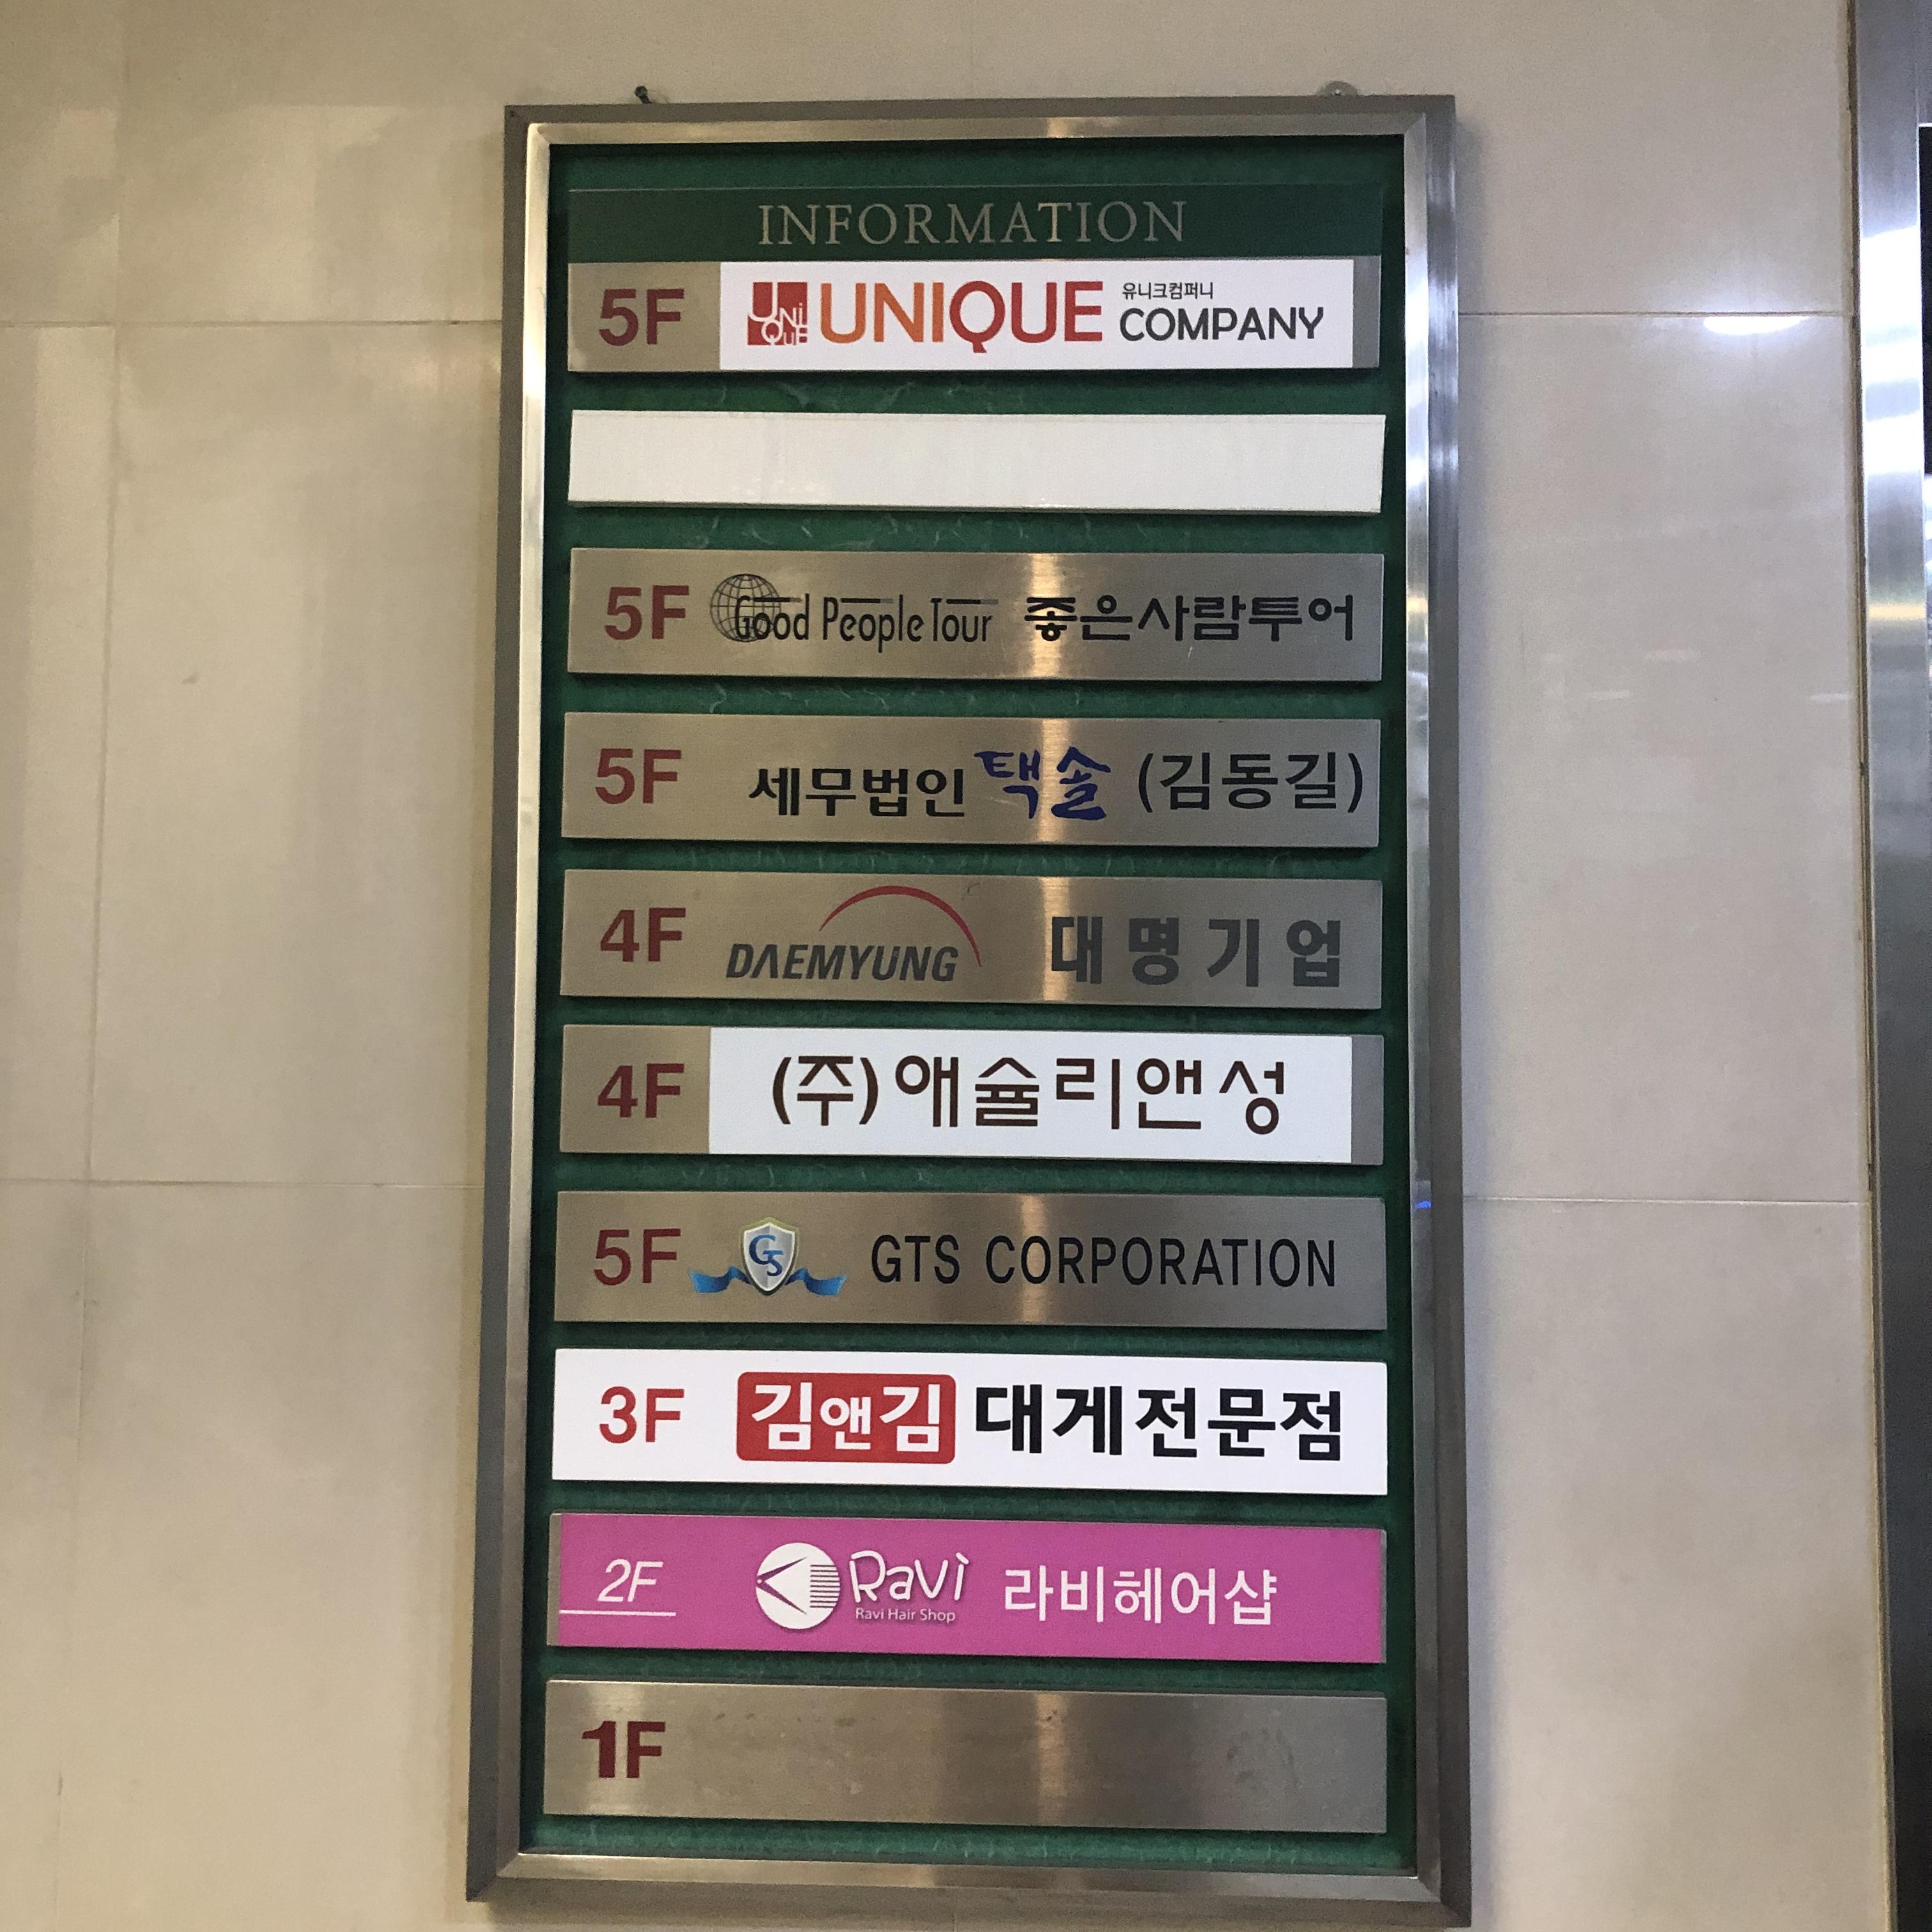 INFORMATION
5F UNiQUE UNIQUE 유니크컴퍼니 COMPANY
5F Good People Tour 좋은사람투어
5F 세무법인 택솔 (김동길)
4F DAEMYUNG 대명기업
4F (주)애슐리앤성
5F GTS GTS CORPORATION
3F 김앤김 대게전문점
2F Ravi Ravi Hair Shop 라비헤어샵
1F